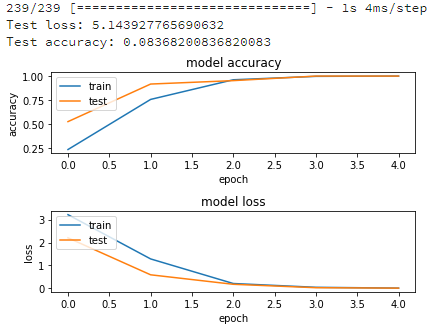 239/239 [==============================] - 1s 4ms/step
Test loss: 5.143927765690632
Test accuracy: 0.08368200836820083
model accuracy
1.00
0.75
0.50
0.25
accuracy
train
test
0.0 0.5 1.0 1.5 2.0 2.5 3.0 3.5 4.0
epoch
model loss
3
2
1
0
loss
train
test
0.0 0.5 1.0 1.5 2.0 2.5 3.0 3.5 4.0
epoch